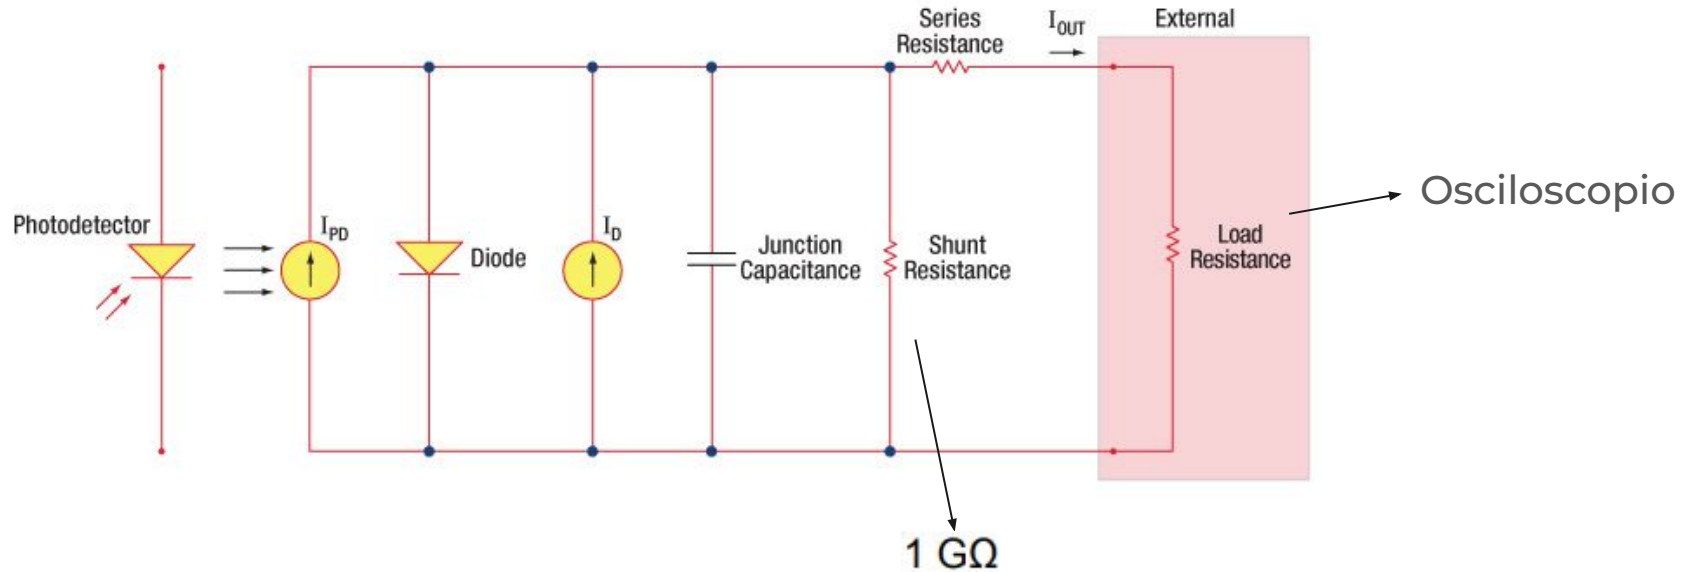 Series
Resistance
I_OUT
External
Photodetector
I_PD
Diode
I_D
Junction
Capacitance
Shunt
Resistance
Load
Resistance
Osciloscopio
1 GΩ